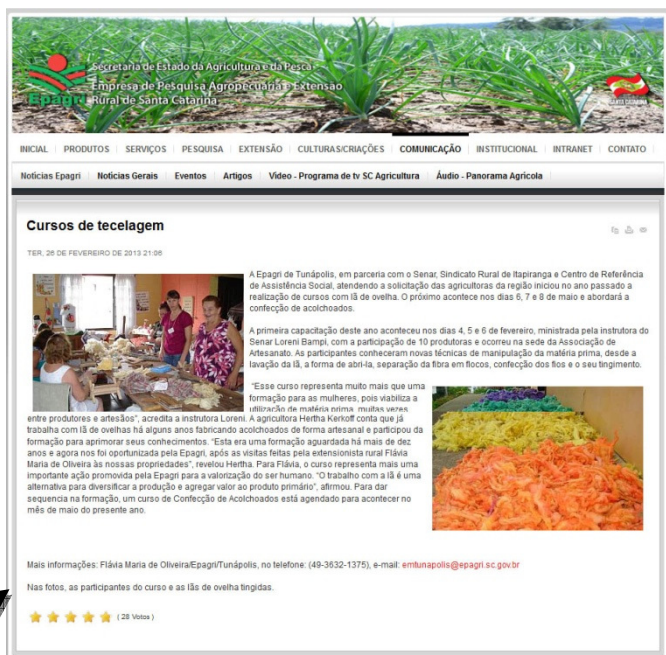 Secretaria de Estado da Agricultura e da Pesca
Empresa de Pesquisa Agropecuária e Extensão
Rural de Santa Catarina
Epagri
SANTA CATARINA
INICIAL PRODUTOS SERVIÇOS PESQUISA EXTENSÃO CULTURAS/CRIAÇÕES COMUNICAÇÃO INSTITUCIONAL INTRANET CONTATO
Notícias Epagri Notícias Gerais Eventos Artigos Vídeo - Programa de tv SC Agricultura Áudio - Panorama Agrícola
Cursos de tecelagem
TER, 26 DE FEVEREIRO DE 2013 21:06
A Epagri de Tunápolis, em parceria com o Senar, Sindicato Rural de Itapiranga e Centro de Referência
de Assistência Social, atendendo a solicitação das agricultoras da região iniciou no ano passado a
realização de cursos com lã de ovelha. O próximo acontece nos dias 6, 7 e 8 de maio e abordará a
confecção de acolchoados.
A primeira capacitação deste ano aconteceu nos dias 4, 5 e 6 de fevereiro, ministrada pela instrutora do
Senar Loreni Bampi, com a participação de 10 produtoras e ocorreu na sede da Associação de
Artesanato. As participantes conheceram novas técnicas de manipulação da matéria prima, desde a
lavação da lã, a forma de abri-la, separação da fibra em flocos, confecção dos fios e o seu tingimento.
"Esse curso representa muito mais que uma
formação para as mulheres, pois viabiliza a
utilização de matéria prima, muitas vezes
entre produtores e artesãos", acredita a instrutora Loreni. A agricultora Hertha Kerkoff conta que já
trabalha com lã de ovelhas há alguns anos fabricando acolchoados de forma artesanal e participou da
formação para aprimorar seus conhecimentos. "Esta era uma formação aguardada há mais de dez
anos e agora nos foi oportunizada pela Epagri, após as visitas feitas pela extensionista rural Flávia
Maria de Oliveira às nossas propriedades", revelou Hertha. Para Flávia, o curso representa mais uma
importante ação promovida pela Epagri para a valorização do ser humano. "O trabalho com a lã é uma
alternativa para diversificar a produção e agregar valor ao produto primário", afirmou. Para dar
sequencia na formação, um curso de Confecção de Acolchoados está agendado para acontecer no
mês de maio do presente ano.
Mais informações: Flávia Maria de Oliveira/Epagri/Tunápolis, no telefone: (49-3632-1375), e-mail: emtunapolis@epagri.sc.gov.br
Nas fotos, as participantes do curso e as lãs de ovelha tingidas.
( 28 Votos )